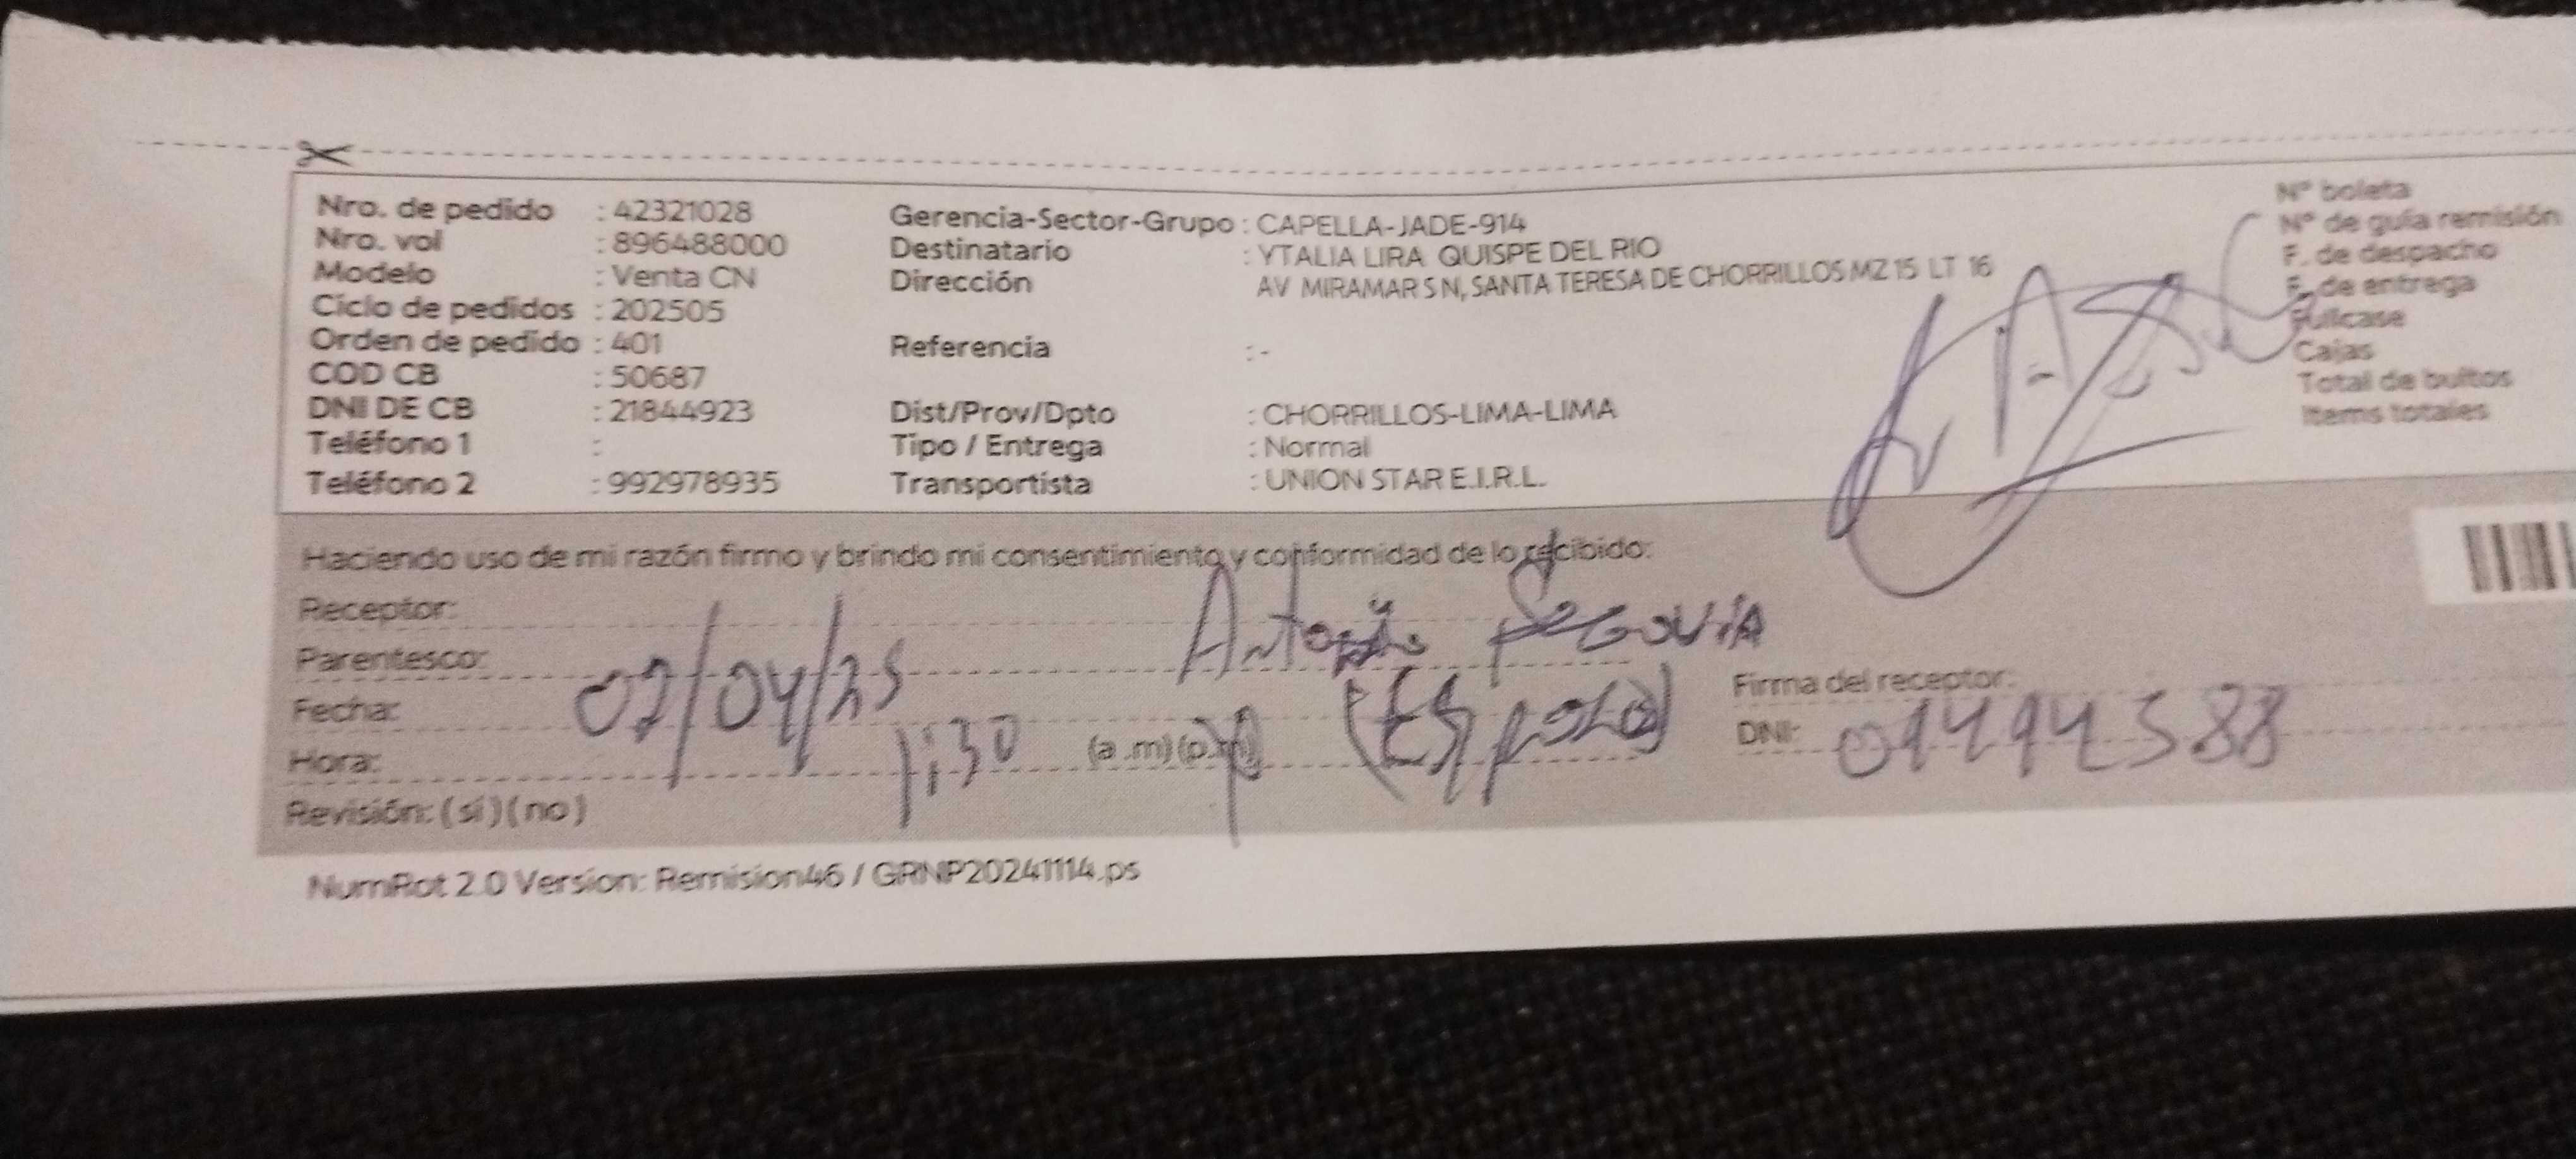 Nro. de pedido : 42321028
Nro. vol : 896488000
Modelo : Venta CN
Ciclo de pedidos : 202505
Orden de pedido : 401
COD CB : 50687
DNI DE CB : 21844923
Teléfono 1 :
Teléfono 2 : 992978935
Gerencia-Sector-Grupo : CAPELLA-JADE-914
Destinatario : YTALIA LIRA QUISPE DEL RIO
Dirección AV MIRAMAR S N, SANTA TERESA DE CHORRILLOS MZ 15 LT 16
Referencia : -
Dist/Prov/Dpto : CHORRILLOS-LIMA-LIMA
Tipo / Entrega : Normal
Transportista : UNION STAR E.I.R.L.
N° boleta
N° de guía remisión
F. de despacho
F. de entrega
Fullcase
Cajas
Total de bultos
Items totales
Haciendo uso de mi razón firmo y brindo mi consentimiento y conformidad de lo recibido:
Receptor: Antonio Segovia
Parentesco: (Esposo)
Fecha: 02/04/25
Hora: 1:30 (a .m) (p.m)
Revisión: ( sí ) ( no )
Firma del receptor:
DNI:
NumRot 2.0 Version: Remision46 / GRNP20241114.ps